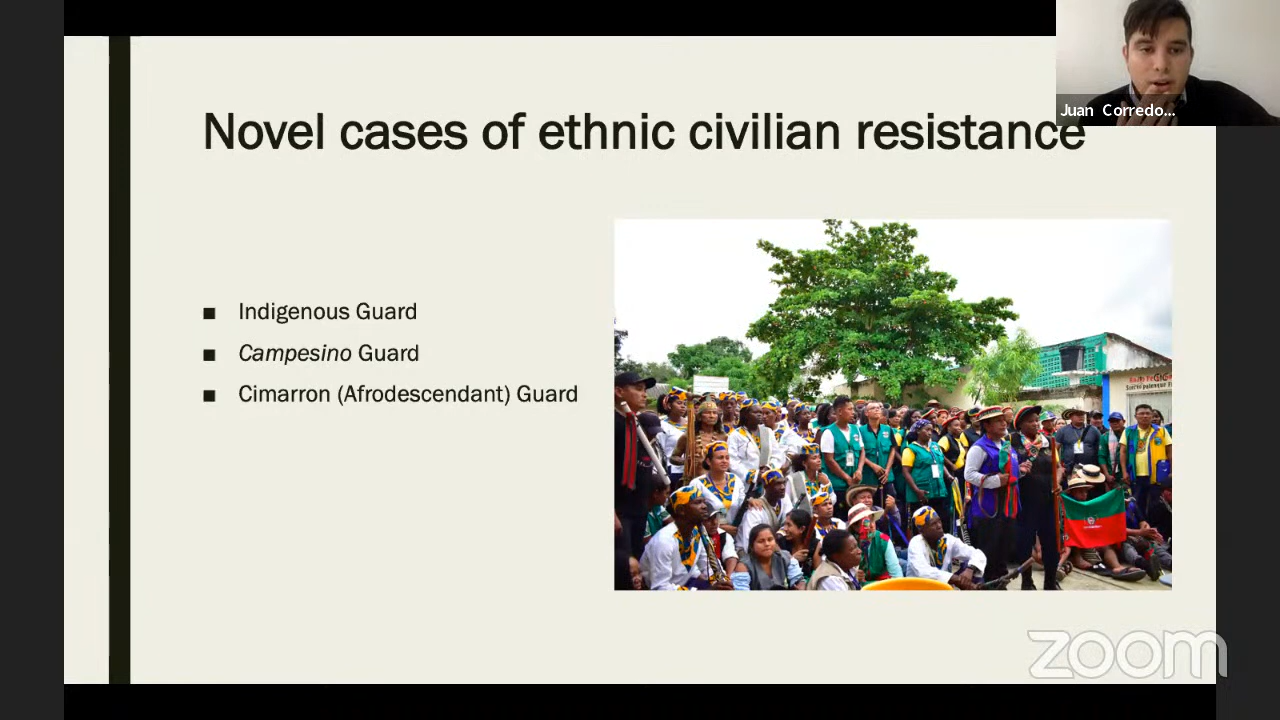 Juan Corredo...
Novel cases of ethnic civilian resistance
■ Indigenous Guard
■ Campesino Guard
■ Cimarron (Afrodescendant) Guard
zoom